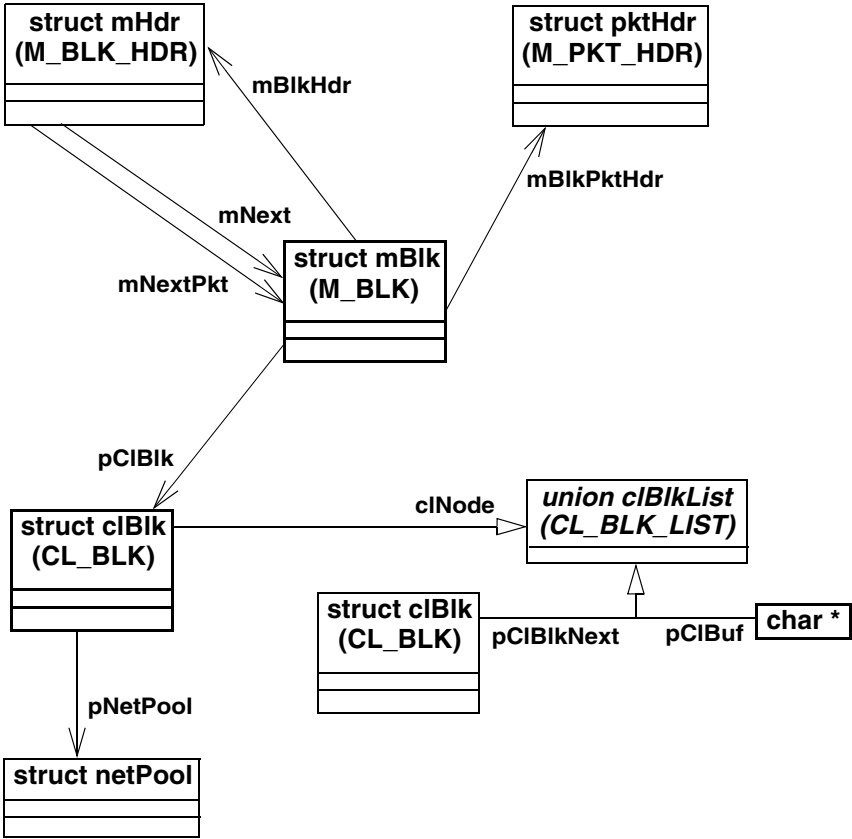 struct mHdr
(M_BLK_HDR)
struct pktHdr
(M_PKT_HDR)
mBlkHdr
mBlkPktHdr
mNext
mNextPkt
struct mBlk
(M_BLK)
pClBlk
clNode
union clBlkList
(CL_BLK_LIST)
struct clBlk
(CL_BLK)
struct clBlk
(CL_BLK)
pClBlkNext
pClBuf
char *
pNetPool
struct netPool